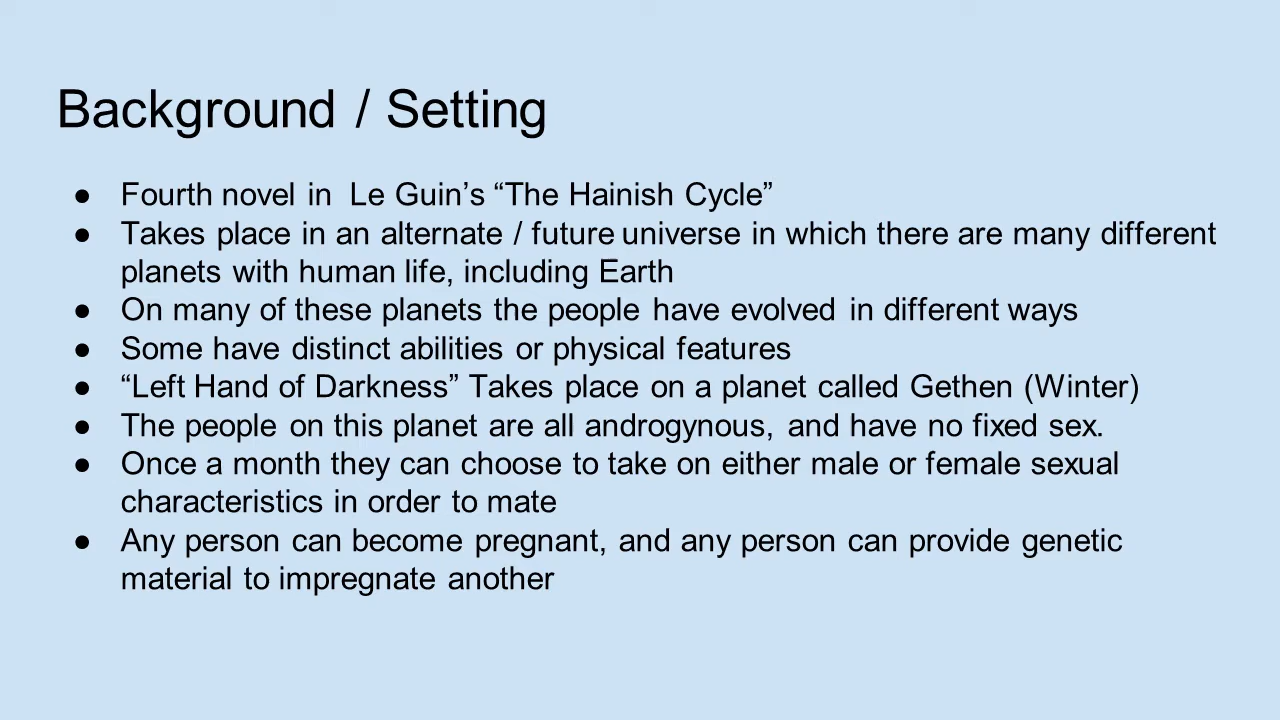 Background / Setting
● Fourth novel in  Le Guin’s “The Hainish Cycle”
● Takes place in an alternate / future universe in which there are many different
planets with human life, including Earth
● On many of these planets the people have evolved in different ways
● Some have distinct abilities or physical features
● “Left Hand of Darkness” Takes place on a planet called Gethen (Winter)
● The people on this planet are all androgynous, and have no fixed sex.
● Once a month they can choose to take on either male or female sexual
characteristics in order to mate
● Any person can become pregnant, and any person can provide genetic
material to impregnate another